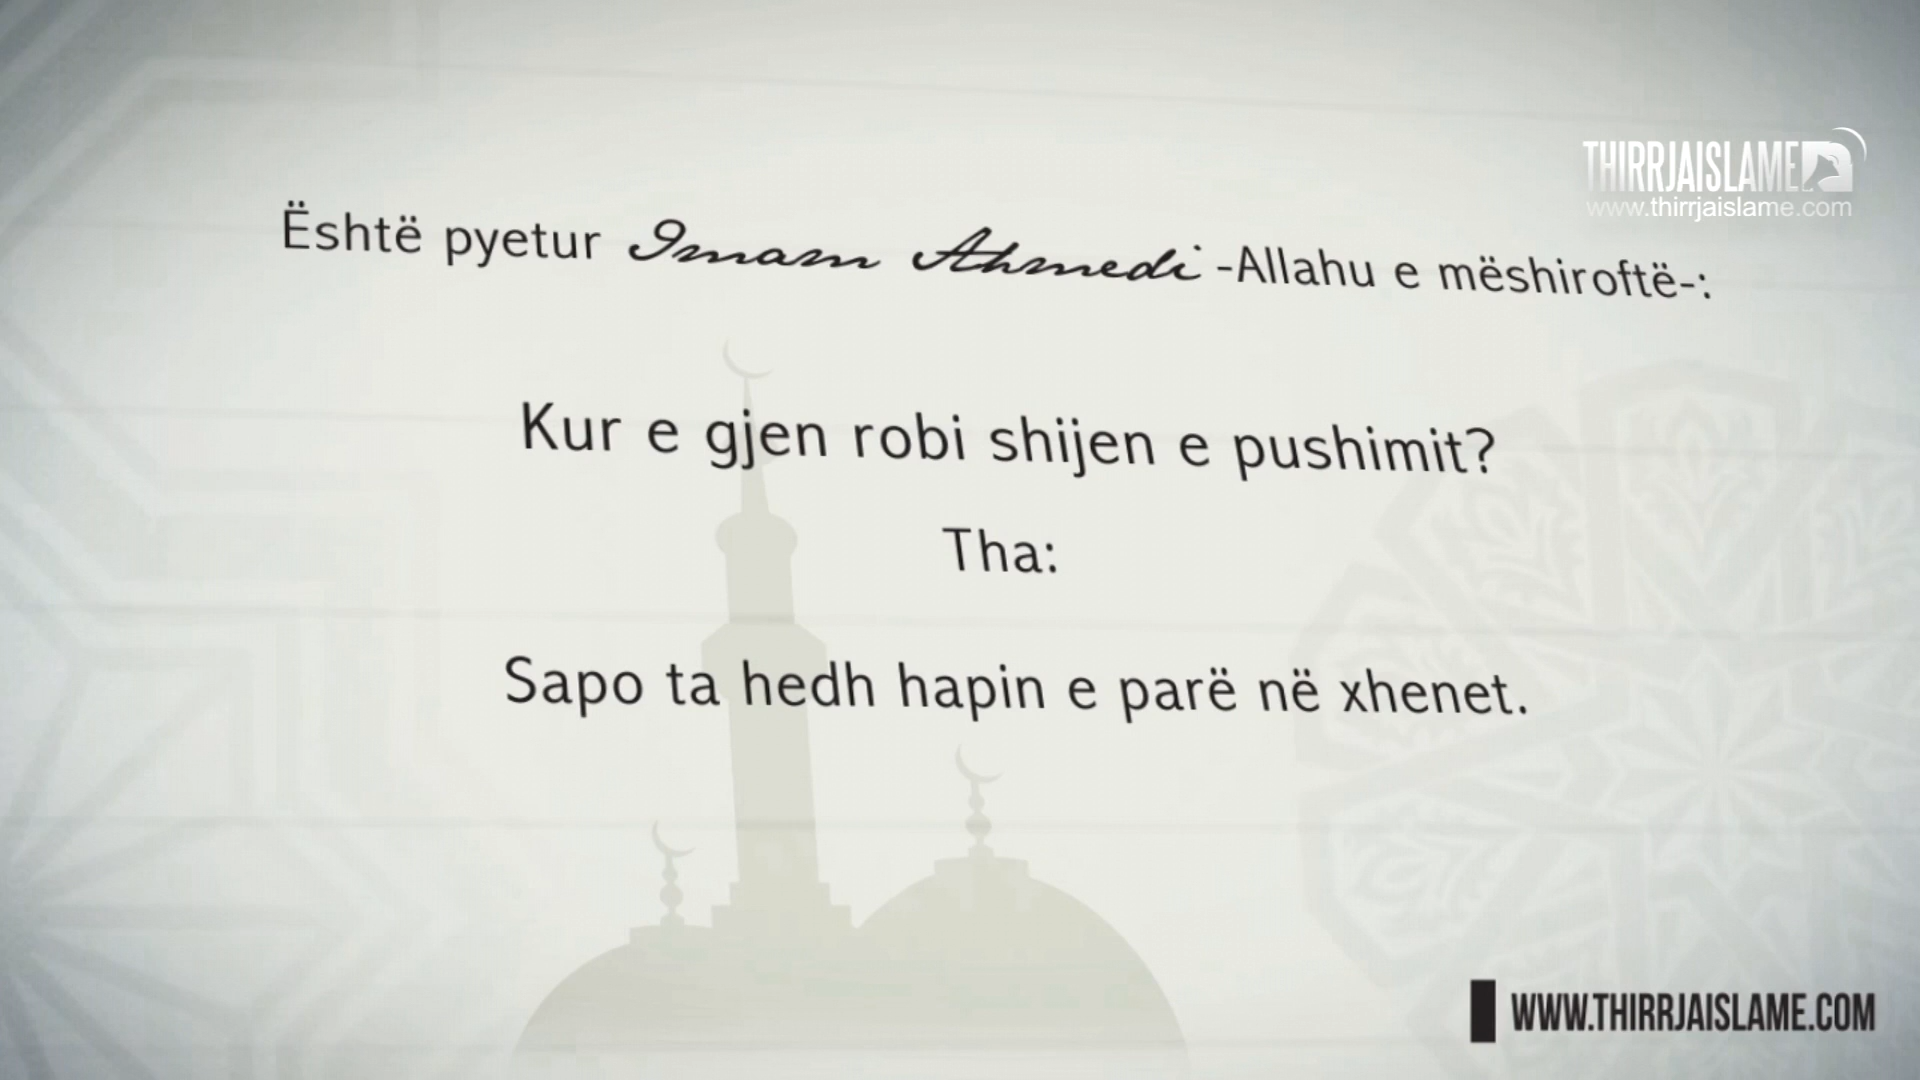 THIRRJAISLAME
www.thirrjaislame.com
Është pyetur Imam Ahmedi -Allahu e mëshiroftë-:
Kur e gjen robi shijen e pushimit?
Tha:
Sapo ta hedh hapin e parë në xhenet.
WWW.THIRRJAISLAME.COM